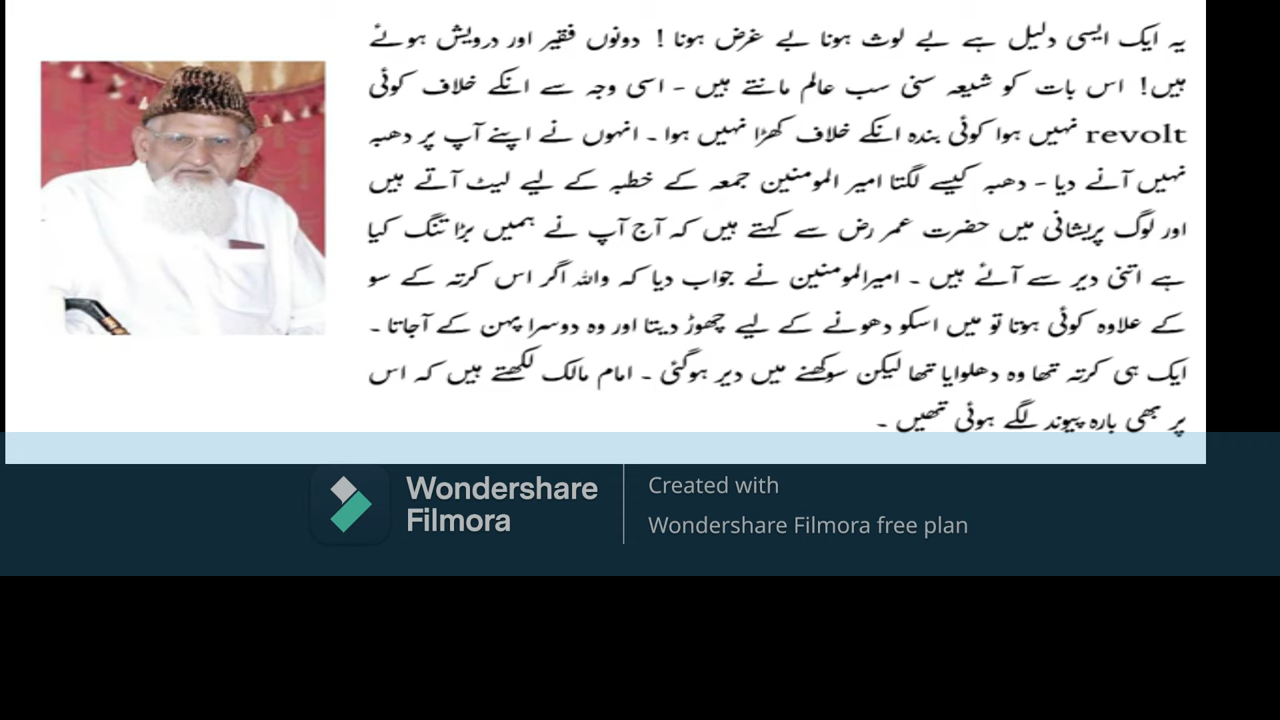 یہ ایک ایسی دلیل ہے بے لوث ہونا بے غرض ہونا ! دونوں فقیر اور درویش ہوئے
ہیں! اس بات کو شیعہ سنی سب عالم مانتے ہیں - اسی وجہ سے انکے خلاف کوئی
revolt نہیں ہوا کوئی بندہ انکے خلاف کھڑا نہیں ہوا ۔ انہوں نے اپنے آپ پر دھبہ
نہیں آنے دیا - دھبہ کیسے لگتا امیر المومنین جمعہ کے خطبہ کے لیے لیٹ آتے ہیں
اور لوگ پریشانی میں حضرت عمر رض سے کہتے ہیں کہ آج آپ نے ہمیں بڑا تنگ کیا
ہے اتنی دیر سے آئے ہیں ۔ امیرالمومنین نے جواب دیا کہ واللہ اگر اس کرتہ کے سو
کے علاوہ کوئی ہوتا تو میں اسکو دھونے کے لیے چھوڑ دیتا اور وہ دوسرا پہن کے آجاتا ۔
ایک ہی کرتہ تھا وہ دھلوایا تھا لیکن سوکھنے میں دیر ہوگئی ۔ امام مالک لکھتے ہیں کہ اس
پر بھی بارہ پیوند لگے ہوئی تھیں ۔
Wondershare
Filmora
Created with
Wondershare Filmora free plan